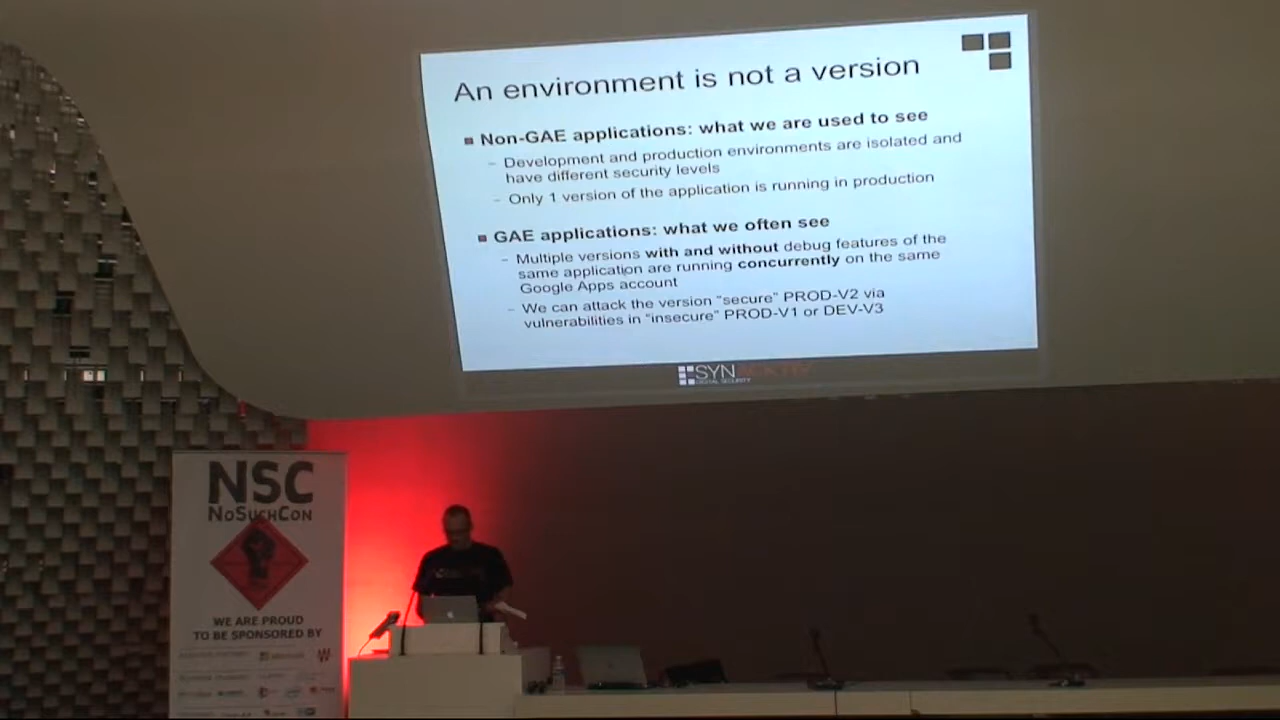 An environment is not a version
Non-GAE applications: what we are used to see
– Development and production environments are isolated and
have different security levels
– Only 1 version of the application is running in production
GAE applications: what we often see
– Multiple versions with and without debug features of the
same application are running concurrently on the same
Google Apps account
– We can attack the version "secure" PROD-V2 via
vulnerabilities in "insecure" PROD-V1 or DEV-V3
SYNACKTIV
DIGITAL SECURITY
NSC
NoSuchCon
WE ARE PROUD
TO BE SPONSORED BY